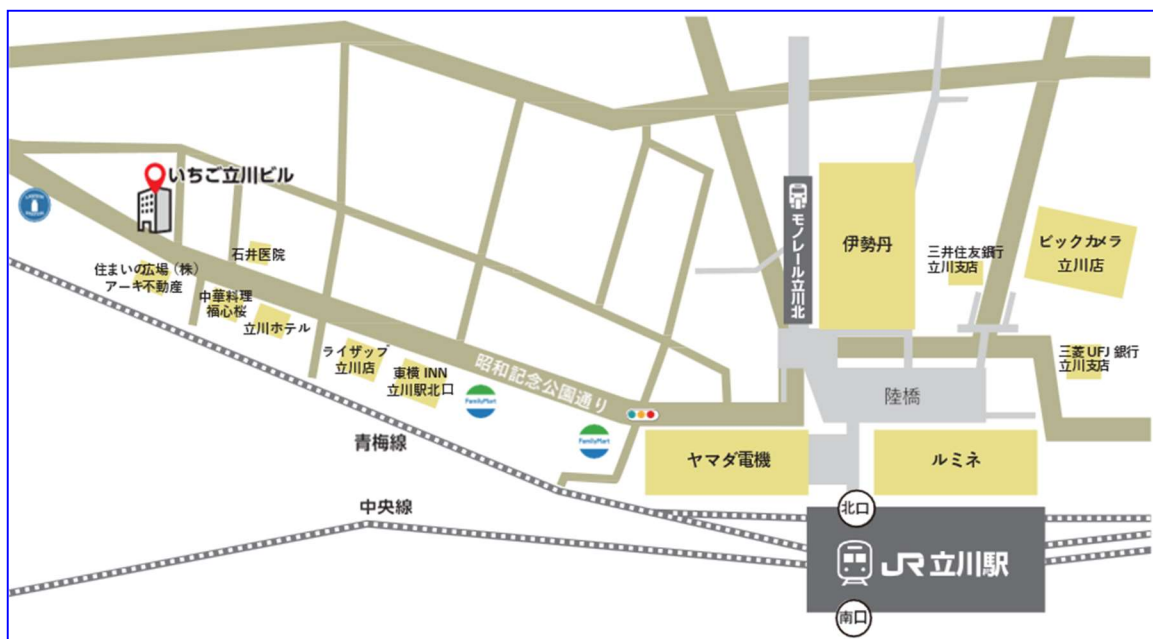 いちご立川ビル
石井医院
住まいの広場（株）
アーキ不動産
中華料理
福心桜
立川ホテル
ライザップ
立川店
東横 INN
立川駅北口
FamilyMart
FamilyMart
昭和記念公園通り
青梅線
中央線
モノレール立川北
伊勢丹
三井住友銀行
立川支店
ビックカメラ
立川店
三菱 UFJ 銀行
立川支店
陸橋
ヤマダ電機
ルミネ
北口
JR 立川駅
南口